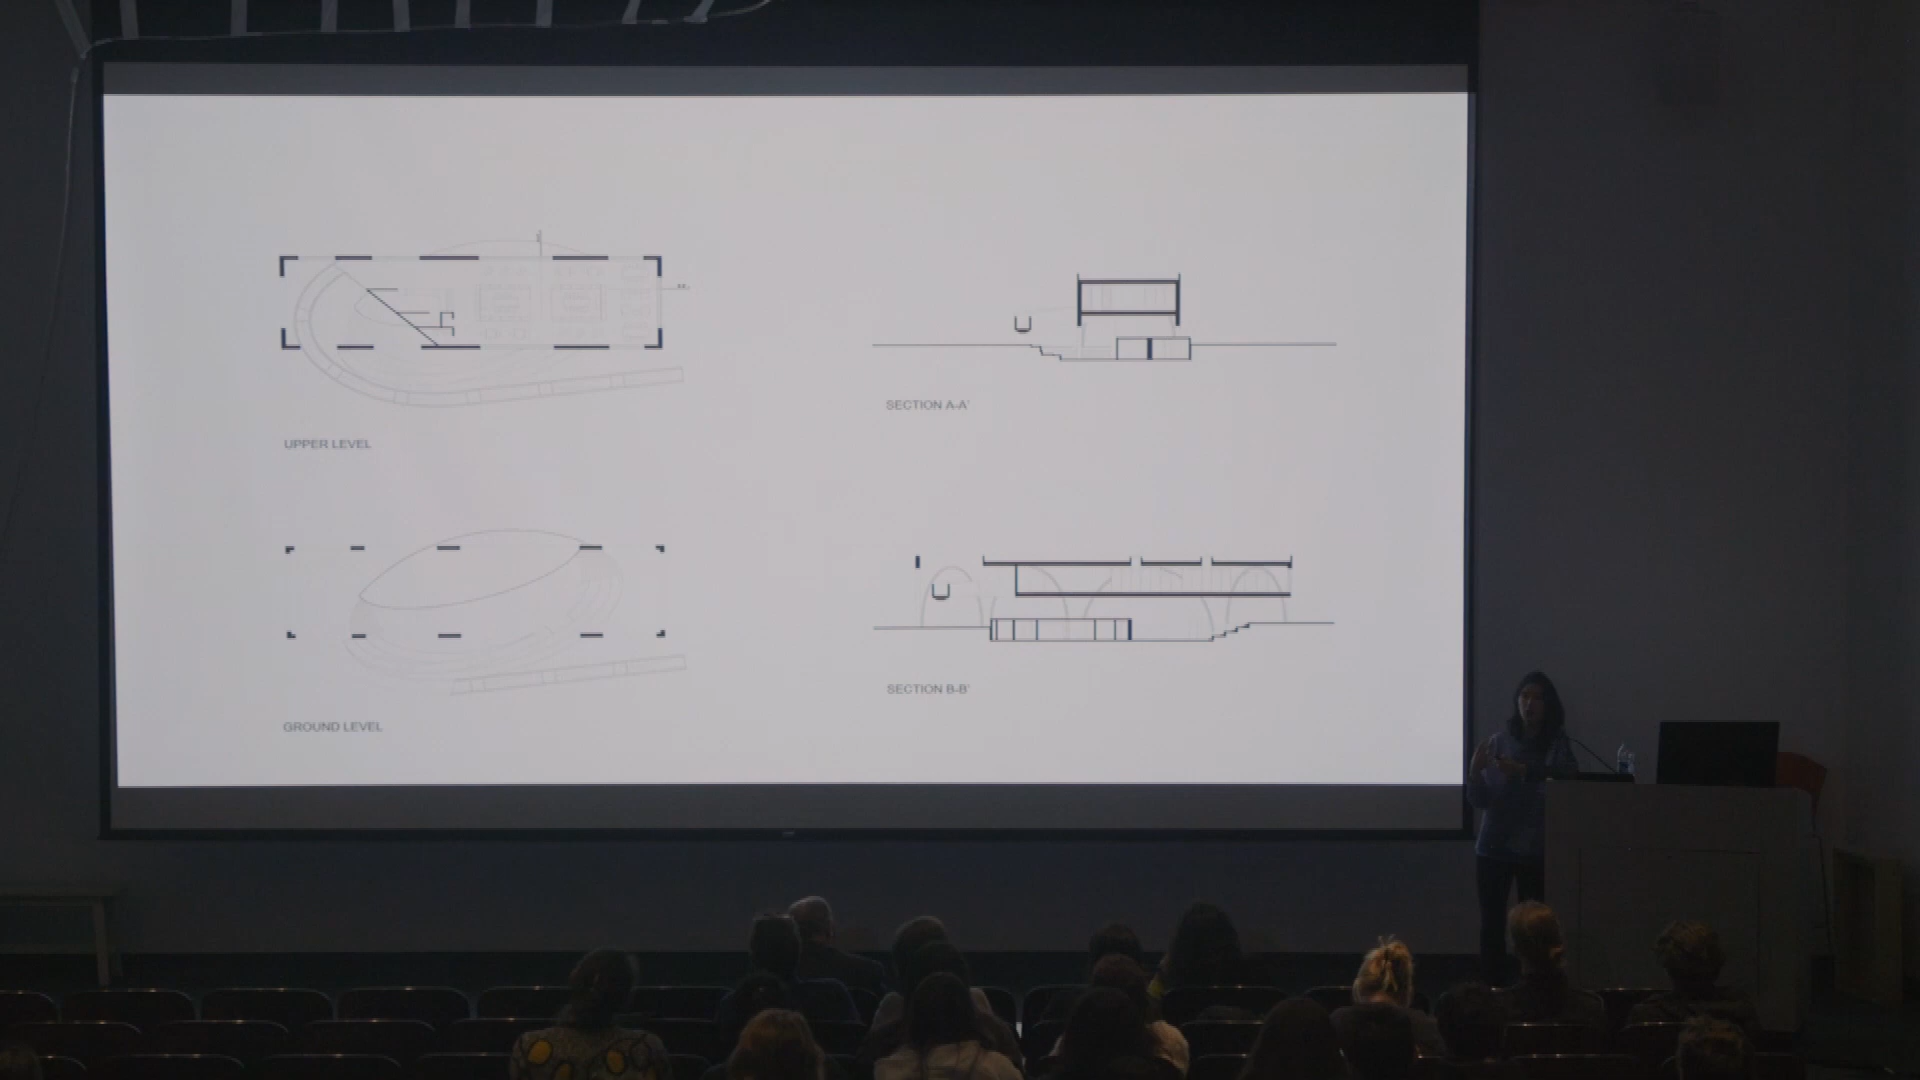 UPPER LEVEL
SECTION A-A'
GROUND LEVEL
SECTION B-B'